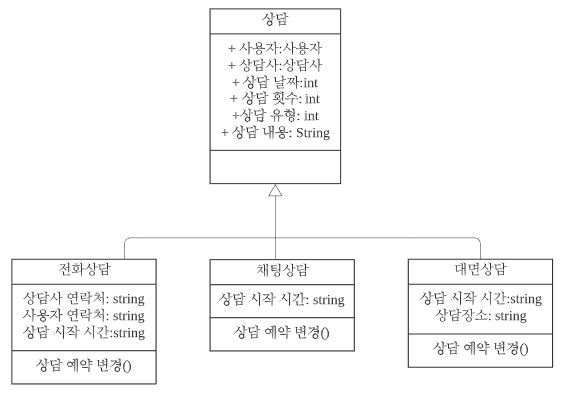 상담
+ 사용자:사용자
+ 상담사:상담사
+ 상담 날짜:int
+ 상담 횟수: int
+상담 유형: int
+ 상담 내용: String
전화상담
상담사 연락처: string
사용자 연락처: string
상담 시작 시간:string
상담 예약 변경()
채팅상담
상담 시작 시간: string
상담 예약 변경()
대면상담
상담 시작 시간:string
상담장소: string
상담 예약 변경()